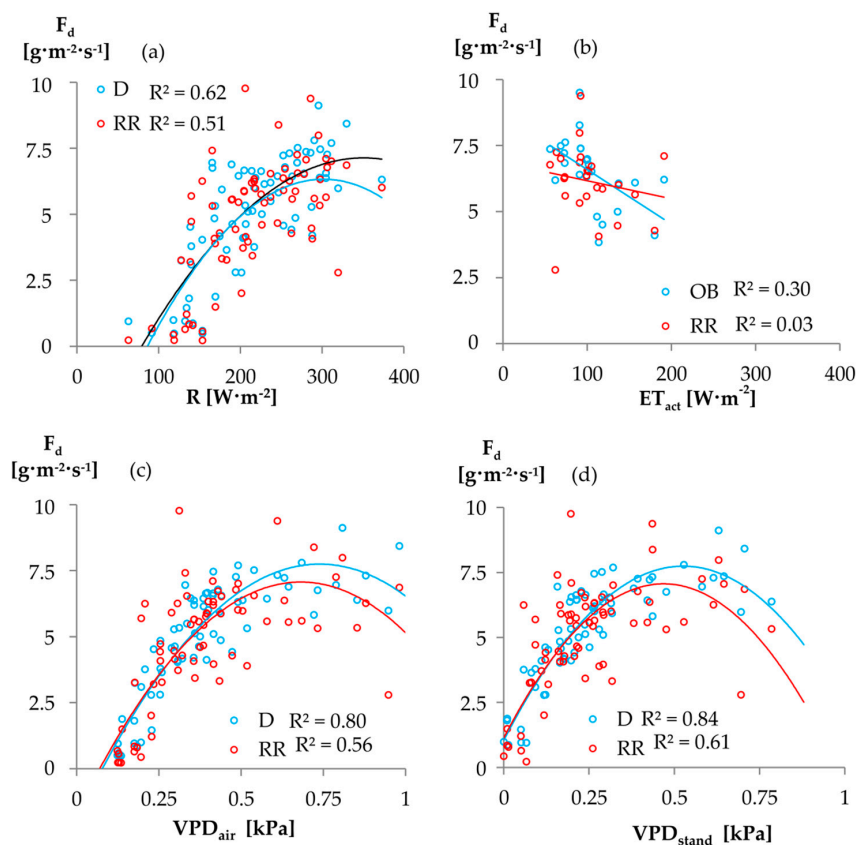 F_d
[g·m⁻²·s⁻¹]
(a)
10
7.5
5
2.5
0
D R² = 0.62
RR R² = 0.51
0 100 200 300 400
R [W·m⁻²]
F_d
[g·m⁻²·s⁻¹]
(b)
10
7.5
5
2.5
0
OB R² = 0.30
RR R² = 0.03
0 100 200 300 400
ET_act [W·m⁻²]
F_d
[g·m⁻²·s⁻¹]
(c)
10
7.5
5
2.5
0
D R² = 0.80
RR R² = 0.56
0 0.25 0.5 0.75 1
VPD_air [kPa]
F_d
[g·m⁻²·s⁻¹]
(d)
10
7.5
5
2.5
0
D R² = 0.84
RR R² = 0.61
0 0.25 0.5 0.75 1
VPD_stand [kPa]